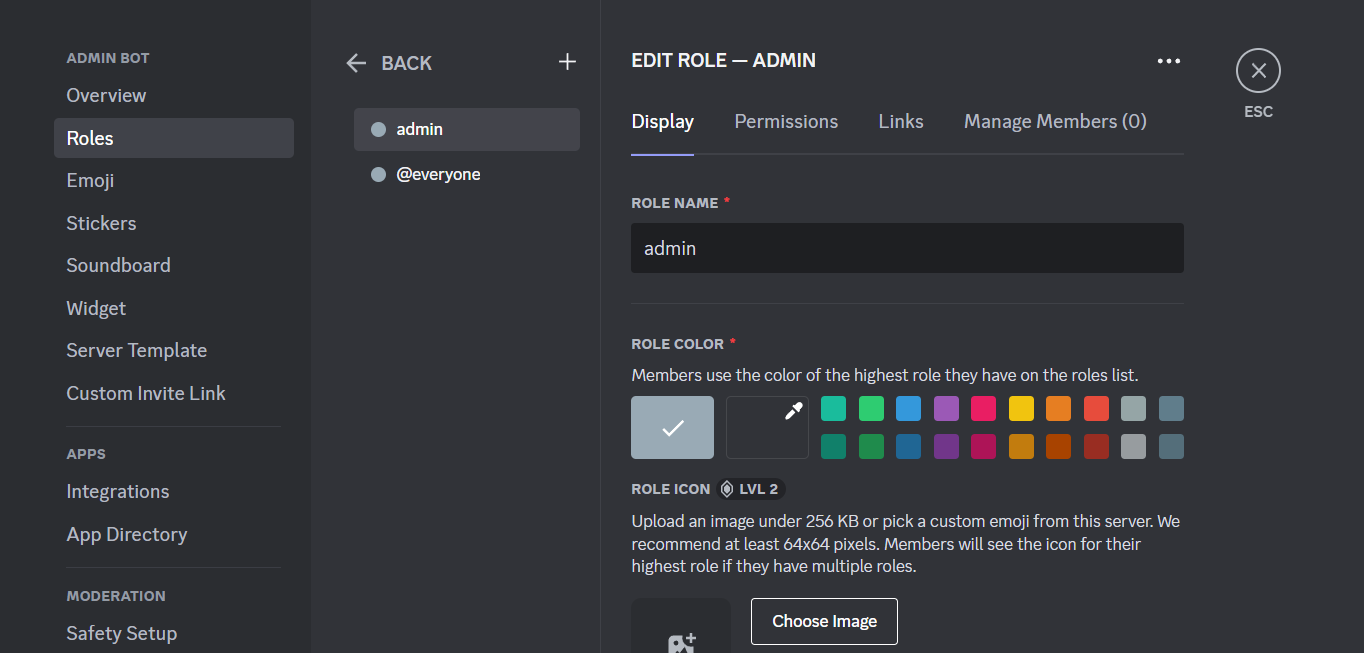 ADMIN BOT
Overview
Roles
Emoji
Stickers
Soundboard
Widget
Server Template
Custom Invite Link
APPS
Integrations
App Directory
MODERATION
Safety Setup
BACK
admin
@everyone
EDIT ROLE — ADMIN
Display Permissions Links Manage Members (0)
ROLE NAME *
admin
ROLE COLOR *
Members use the color of the highest role they have on the roles list.
ROLE ICON LVL 2
Upload an image under 256 KB or pick a custom emoji from this server. We
recommend at least 64x64 pixels. Members will see the icon for their
highest role if they have multiple roles.
Choose Image
ESC